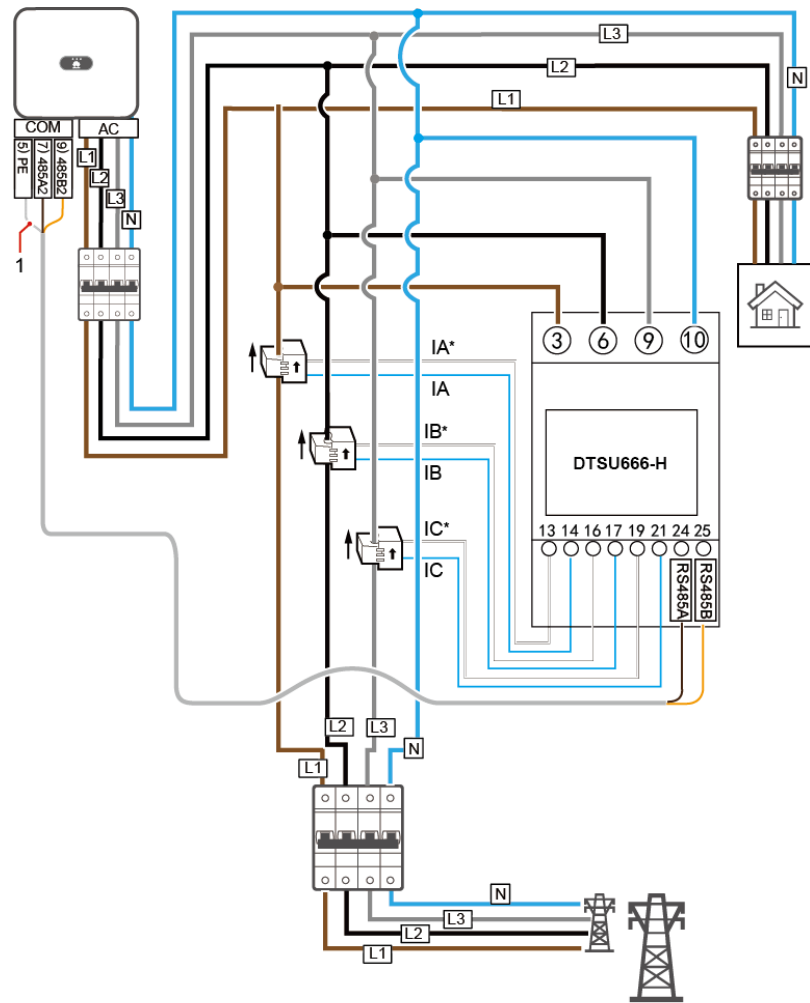 L3
L2
N
L1
COM
AC
5) PE
7) 485A2
9) 485B2
L1
L2
L3
N
1
3
6
9
10
IA*
IA
IB*
IB
DTSU666-H
IC*
IC
13 14 16 17 19 21 24 25
RS485A
RS485B
L2
L3
N
L1
N
L3
L2
L1